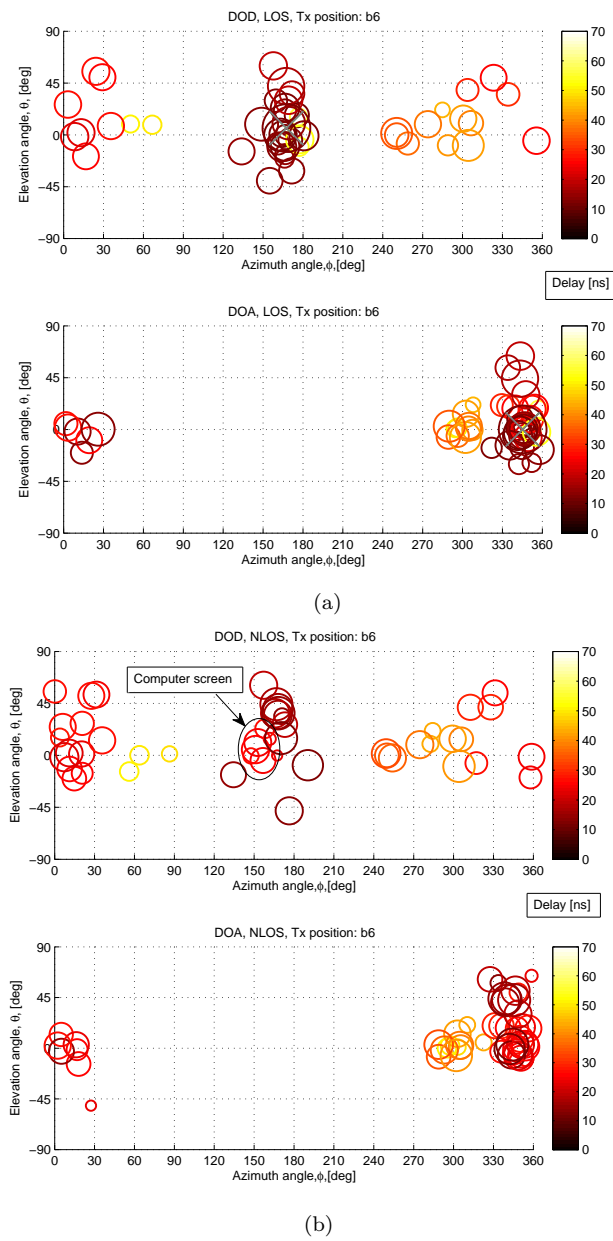 DOD, LOS, Tx position: b6
90
45
0
−45
−90
Elevation angle, θ, [deg]
0 30 60 90 120 150 180 210 240 270 300 330 360
Azimuth angle,ϕ,[deg]
70
60
50
40
30
20
10
0
Delay [ns]
DOA, LOS, Tx position: b6
90
45
0
−45
−90
Elevation angle, θ, [deg]
0 30 60 90 120 150 180 210 240 270 300 330 360
Azimuth angle,ϕ,[deg]
70
60
50
40
30
20
10
0
(a)
DOD, NLOS, Tx position: b6
Computer screen
90
45
0
−45
−90
Elevation angle, θ, [deg]
0 30 60 90 120 150 180 210 240 270 300 330 360
Azimuth angle,ϕ,[deg]
70
60
50
40
30
20
10
0
Delay [ns]
DOA, NLOS, Tx position: b6
90
45
0
−45
−90
Elevation angle, θ, [deg]
0 30 60 90 120 150 180 210 240 270 300 330 360
Azimuth angle,ϕ,[deg]
70
60
50
40
30
20
10
0
(b)